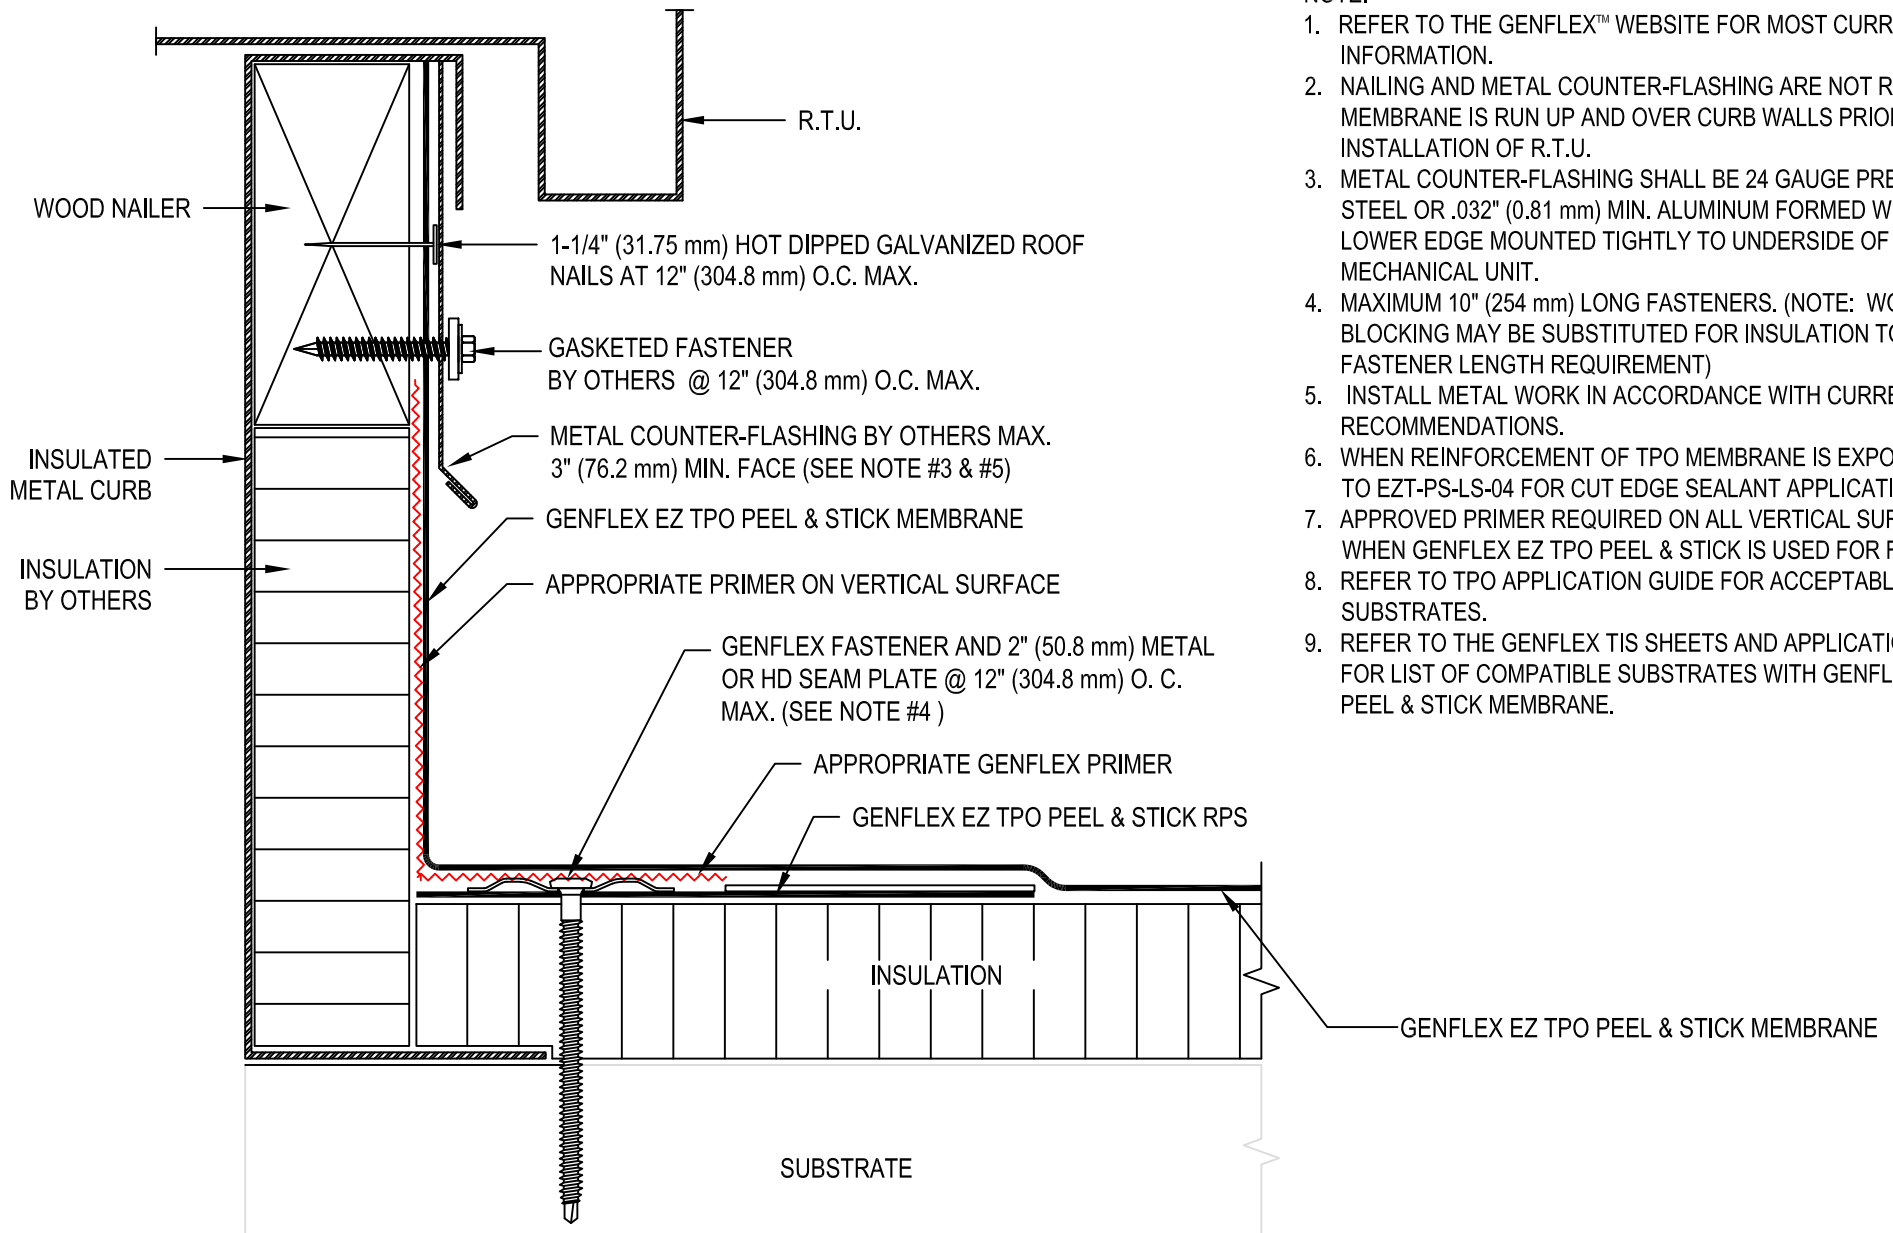 NOTE:
1. REFER TO THE GENFLEX™ WEBSITE FOR MOST
INFORMATION.
2. NAILING AND METAL COUNTER-FLASHING ARE NOT
MEMBRANE IS RUN UP AND OVER CURB WALLS
INSTALLATION OF R.T.U.
3. METAL COUNTER-FLASHING SHALL BE 24 GAUGE
STEEL OR .032" (0.81 mm) MIN. ALUMINUM FORMED
LOWER EDGE MOUNTED TIGHTLY TO UNDERSIDE OF
MECHANICAL UNIT.
4. MAXIMUM 10" (254 mm) LONG FASTENERS. (NOTE:
BLOCKING MAY BE SUBSTITUTED FOR INSULATION
FASTENER LENGTH REQUIREMENT)
5. INSTALL METAL WORK IN ACCORDANCE WITH
RECOMMENDATIONS.
6. WHEN REINFORCEMENT OF TPO MEMBRANE IS
TO EZT-PS-LS-04 FOR CUT EDGE SEALANT
7. APPROVED PRIMER REQUIRED ON ALL VERTICAL
WHEN GENFLEX EZ TPO PEEL & STICK IS USED FOR
8. REFER TO TPO APPLICATION GUIDE FOR
SUBSTRATES.
9. REFER TO THE GENFLEX TIS SHEETS AND
FOR LIST OF COMPATIBLE SUBSTRATES WITH
PEEL & STICK MEMBRANE.
R.T.U.
WOOD NAILER
1-1/4" (31.75 mm) HOT DIPPED GALVANIZED ROOF
NAILS AT 12" (304.8 mm) O.C. MAX.
GASKETED FASTENER
BY OTHERS @ 12" (304.8 mm) O.C. MAX.
METAL COUNTER-FLASHING BY OTHERS MAX.
3" (76.2 mm) MIN. FACE (SEE NOTE #3 & #5)
INSULATED
METAL CURB
GENFLEX EZ TPO PEEL & STICK MEMBRANE
INSULATION
BY OTHERS
APPROPRIATE PRIMER ON VERTICAL SURFACE
GENFLEX FASTENER AND 2" (50.8 mm) METAL
OR HD SEAM PLATE @ 12" (304.8 mm) O. C.
MAX. (SEE NOTE #4 )
APPROPRIATE GENFLEX PRIMER
GENFLEX EZ TPO PEEL & STICK RPS
INSULATION
GENFLEX EZ TPO PEEL & STICK MEMBRANE
SUBSTRATE